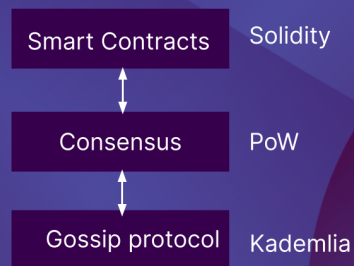 Smart Contracts
Solidity
Consensus
PoW
Gossip protocol
Kademlia